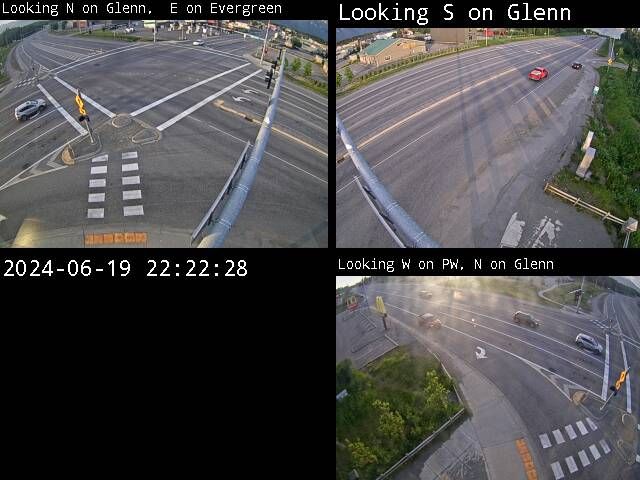 Looking N on Glenn,  E on Evergreen
Looking S on Glenn
2024-06-19 22:22:28
Looking W on PW, N on Glenn